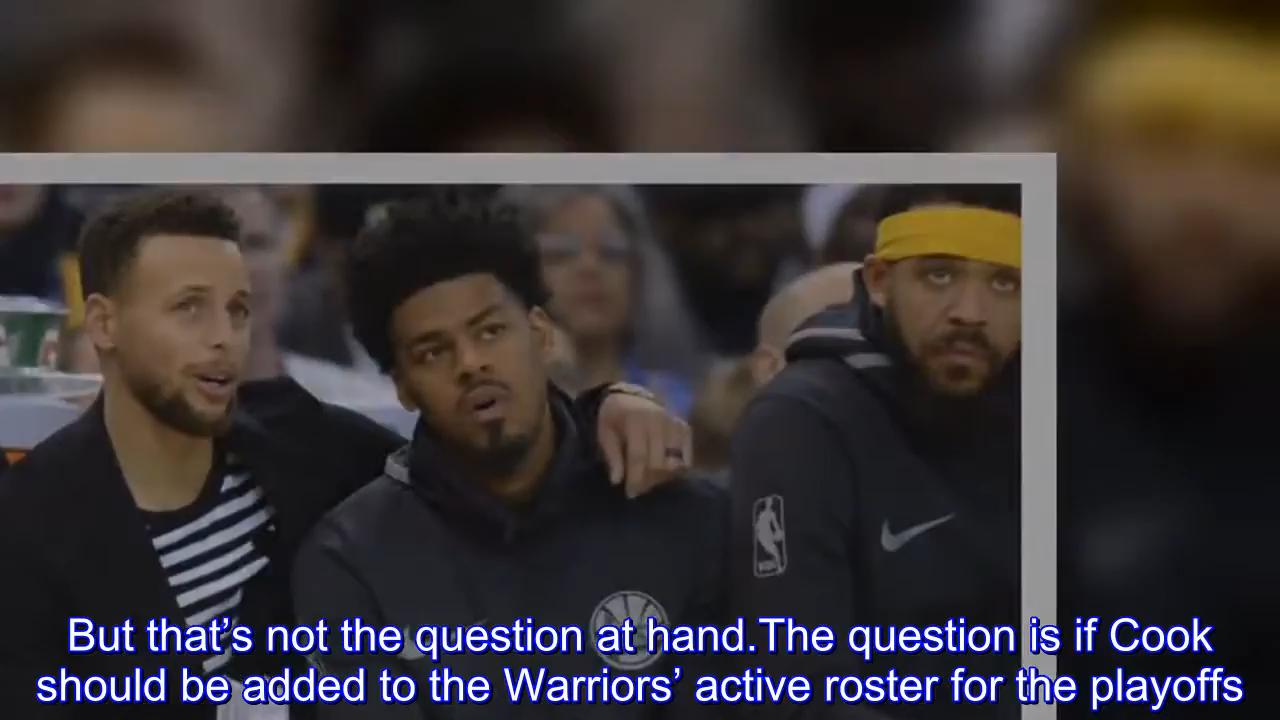 But that’s not the question at hand.The question is if Cook
should be added to the Warriors’ active roster for the playoffs